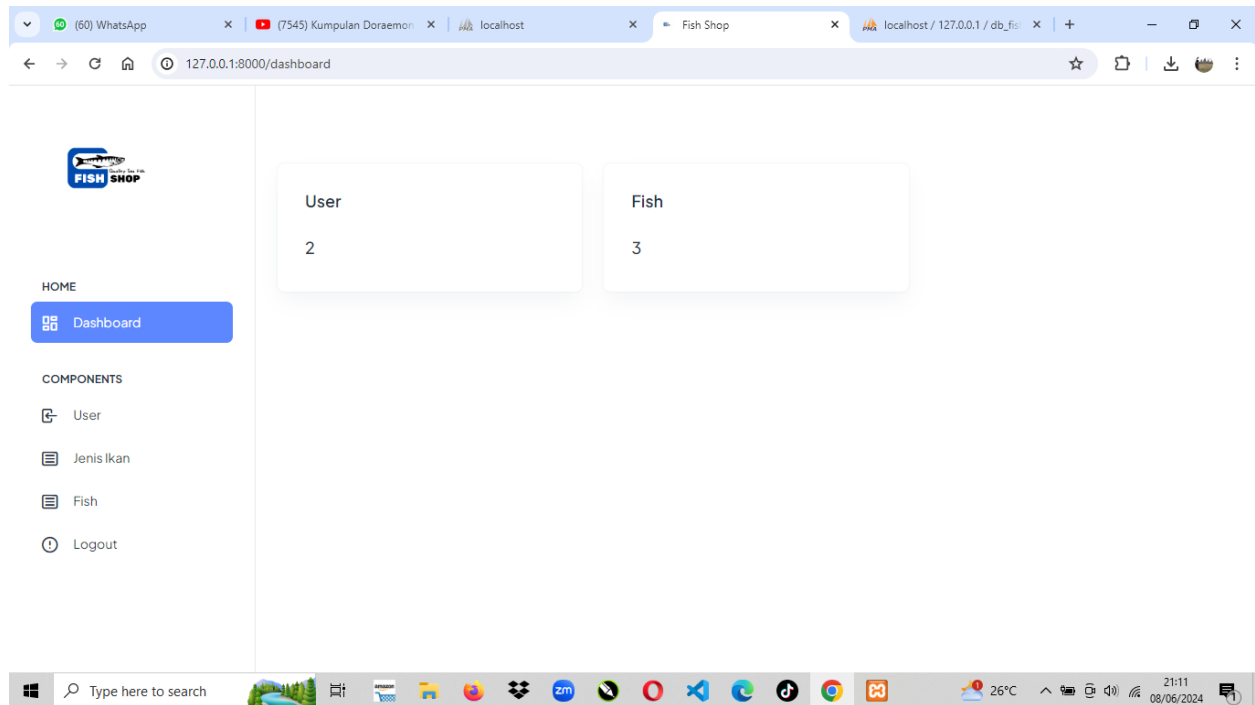 (60) WhatsApp
(7545) Kumpulan Doraemon
localhost
Fish Shop
localhost / 127.0.0.1 / db_fis
127.0.0.1:8000/dashboard
FISH SHOP
User
2
Fish
3
HOME
Dashboard
COMPONENTS
User
Jenis Ikan
Fish
Logout
Type here to search
amazon
zm
26°C
21:11
08/06/2024